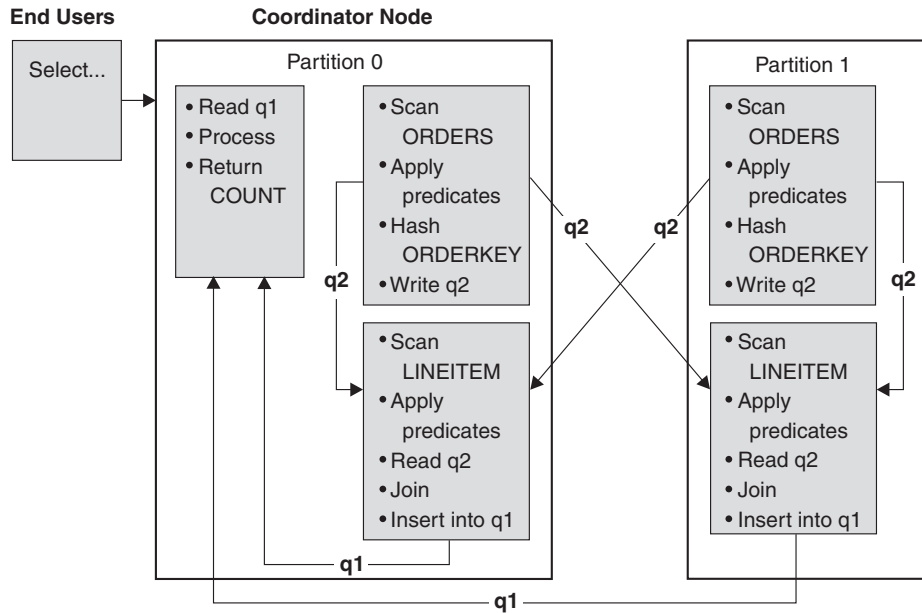 End Users
Coordinator Node
Select...
Partition 0
• Read q1
• Process
• Return
COUNT
• Scan
ORDERS
• Apply
predicates
• Hash
ORDERKEY
• Write q2
q2
• Scan
LINEITEM
• Apply
predicates
• Read q2
• Join
• Insert into q1
q1
q2
q2
Partition 1
• Scan
ORDERS
• Apply
predicates
• Hash
ORDERKEY
• Write q2
q2
• Scan
LINEITEM
• Apply
predicates
• Read q2
• Join
• Insert into q1
q1